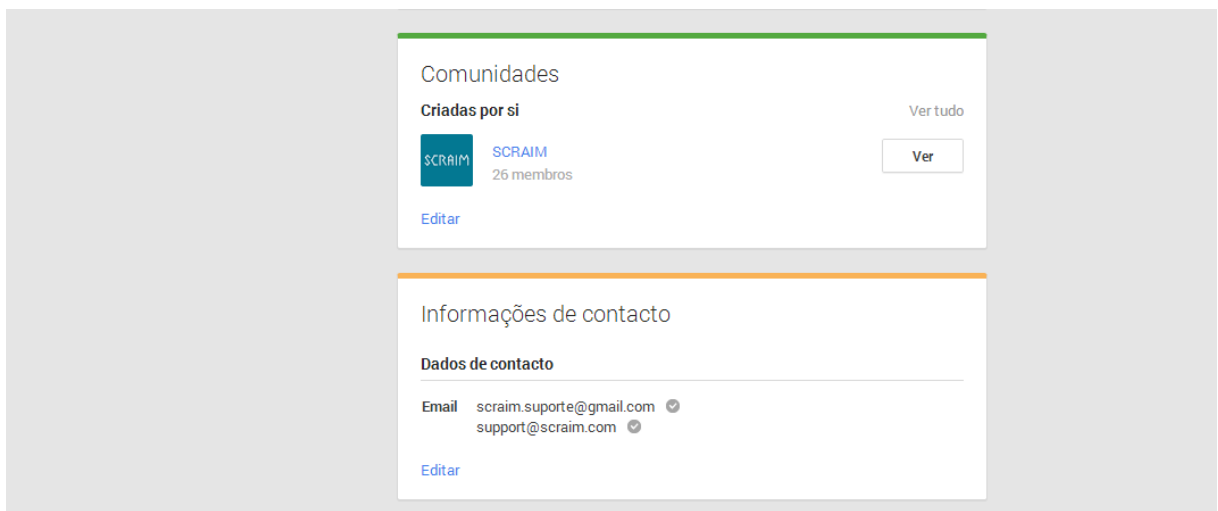 Comunidades
Criadas por si
Ver tudo
SCRAIM
SCRAIM
Ver
26 membros
Editar
Informações de contacto
Dados de contacto
Email scraim.suporte@gmail.com
support@scraim.com
Editar